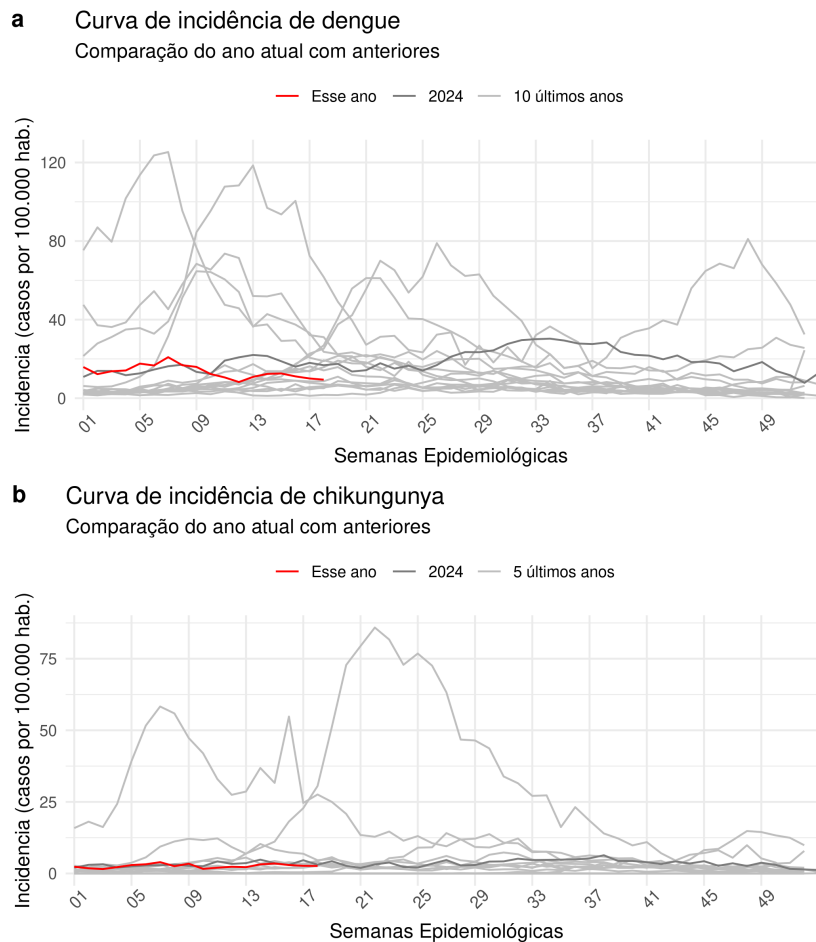 a
Curva de incidência de dengue
Comparação do ano atual com anteriores
Esse ano 2024 10 últimos anos
Incidencia (casos por 100.000 hab.)
120
80
40
0
01 05 09 13 17 21 25 29 33 37 41 45 49
Semanas Epidemiológicas
b
Curva de incidência de chikungunya
Comparação do ano atual com anteriores
Esse ano 2024 5 últimos anos
Incidencia (casos por 100.000 hab.)
75
50
25
0
01 05 09 13 17 21 25 29 33 37 41 45 49
Semanas Epidemiológicas